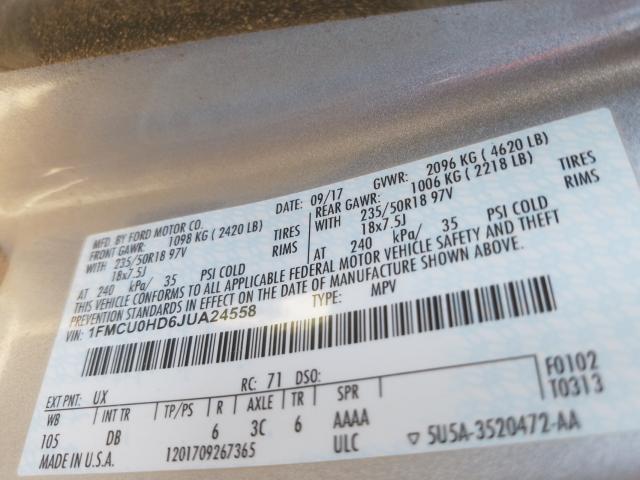 MFD. BY FORD MOTOR CO. DATE: 09/17 GVWR: 2096 KG ( 4620 LB)
FRONT GAWR: 1098 KG ( 2420 LB) REAR GAWR: 1006 KG ( 2218 LB)
WITH 235/50R18 97V TIRES WITH 235/50R18 97V TIRES
18x7.5J RIMS 18x7.5J RIMS
AT 240 kPa/ 35 PSI COLD AT 240 kPa/ 35 PSI COLD
THIS VEHICLE CONFORMS TO ALL APPLICABLE FEDERAL MOTOR VEHICLE SAFETY AND THEFT
PREVENTION STANDARDS IN EFFECT ON THE DATE OF MANUFACTURE SHOWN ABOVE.
VIN: 1FMCU0HD6JUA24558 TYPE: MPV
F0102
T0313
EXT PNT: UX RC: 71 DSO:
WB INT TR TP/PS R AXLE TR SPR
105 DB 6 3C 6 AAAA
MADE IN U.S.A. 1201709267365 ULC ▽ 5U5A-3520472-AA